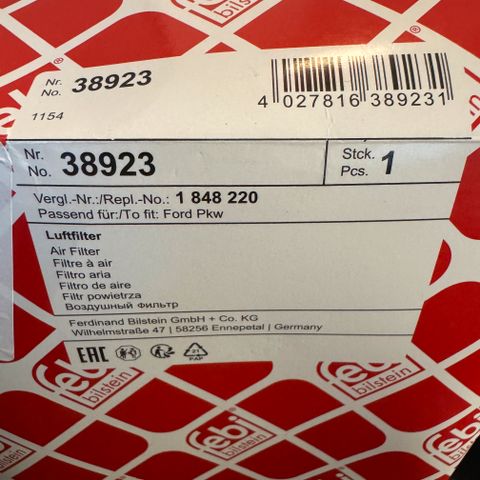 bilstein
Nr.
No. 38923
1154
4 027816 389231
Nr.
No. 38923
Stck.
Pcs. 1
Vergl.-Nr.:/Repl.-No.: 1 848 220
Passend für:/To fit: Ford Pkw
Luftfilter
Air Filter
Filtre à air
Filtro aria
Filtro de aire
Filtr powietrza
Воздушный Фильтр
Ferdinand Bilstein GmbH + Co. KG
Wilhelmstraße 47 | 58256 Ennepetal | Germany
EAC
21
PAP
febi
bilstein
febi
bilstein
febi
bilstein